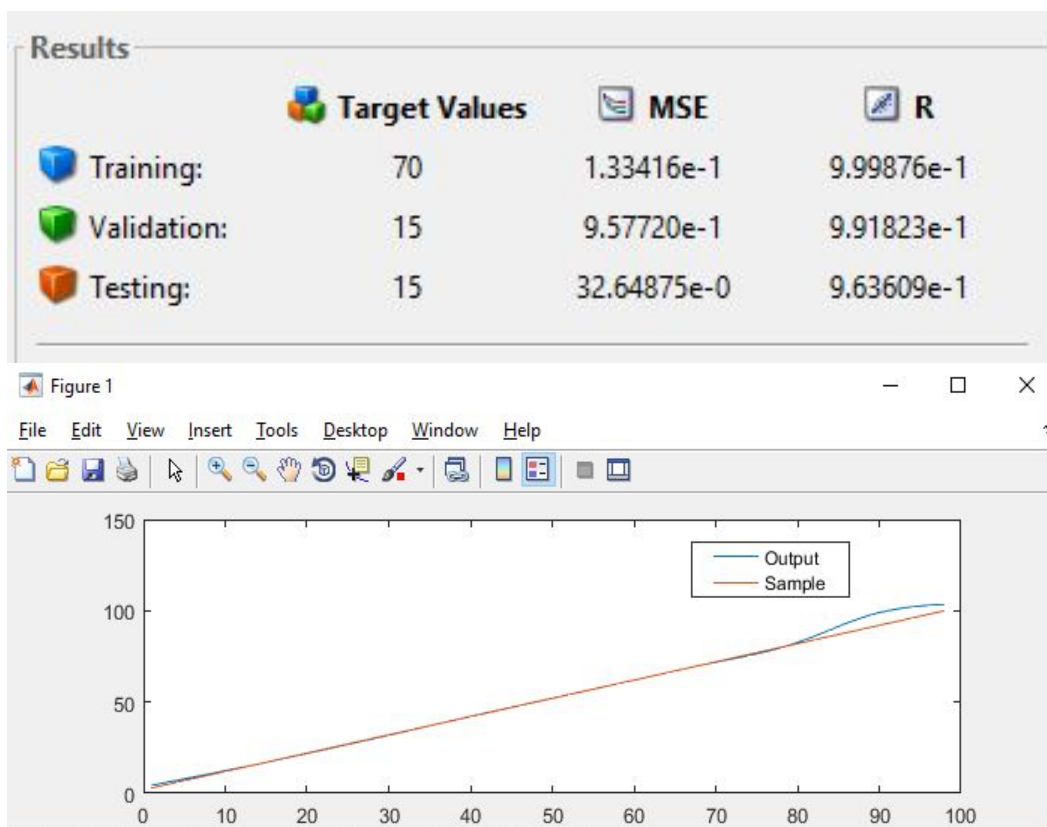 Results
Target Values MSE R
Training: 70 1.33416e-1 9.99876e-1
Validation: 15 9.57720e-1 9.91823e-1
Testing: 15 32.64875e-0 9.63609e-1
Figure 1
File Edit View Insert Tools Desktop Window Help
150
Output
Sample
100
50
0
0 10 20 30 40 50 60 70 80 90 100